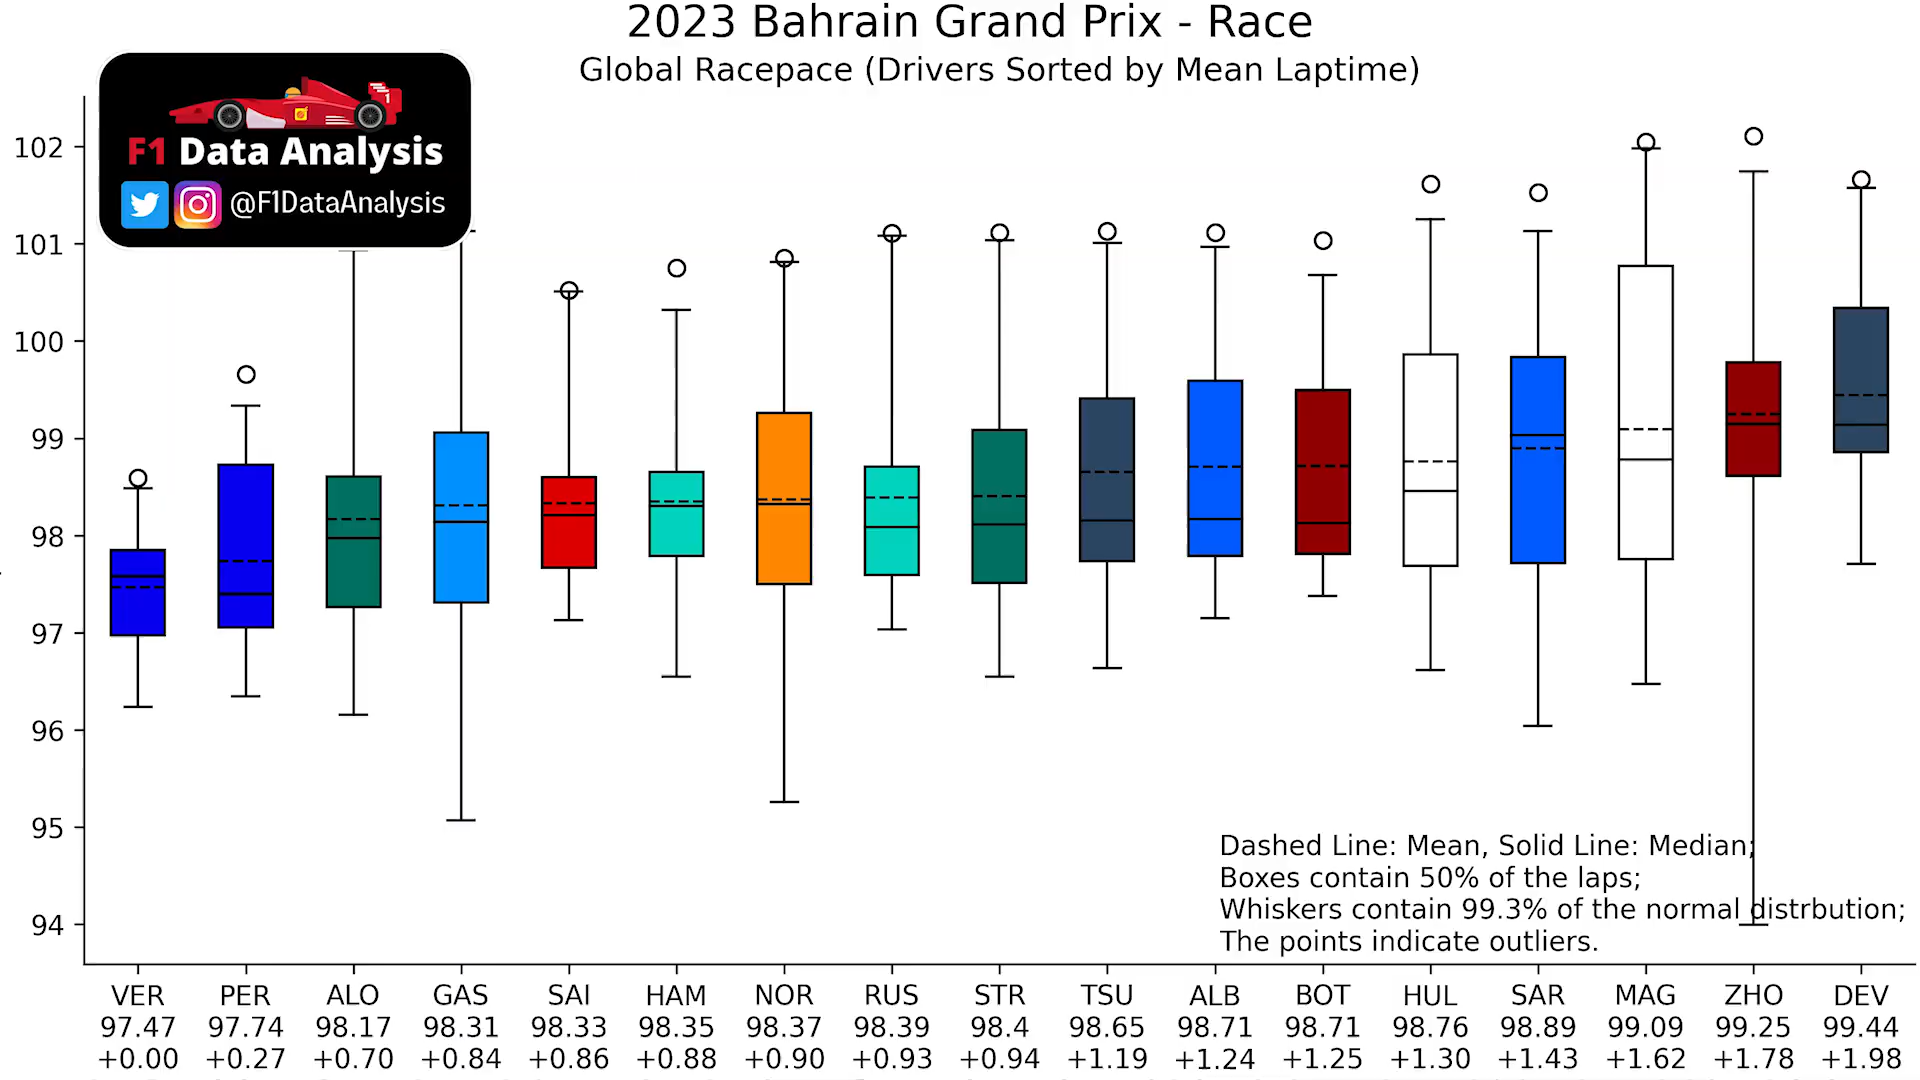 2023 Bahrain Grand Prix - Race
Global Racepace (Drivers Sorted by Mean Laptime)
1
F1 Data Analysis
@F1DataAnalysis
102
101
100
99
98
97
96
95
94
Dashed Line: Mean, Solid Line: Median;
Boxes contain 50% of the laps;
Whiskers contain 99.3% of the normal distrbution;
The points indicate outliers.
VER PER ALO GAS SAI HAM NOR RUS STR TSU ALB BOT HUL SAR MAG ZHO DEV
97.47 97.74 98.17 98.31 98.33 98.35 98.37 98.39 98.4 98.65 98.71 98.71 98.76 98.89 99.09 99.25 99.44
+0.00 +0.27 +0.70 +0.84 +0.86 +0.88 +0.90 +0.93 +0.94 +1.19 +1.24 +1.25 +1.30 +1.43 +1.62 +1.78 +1.98